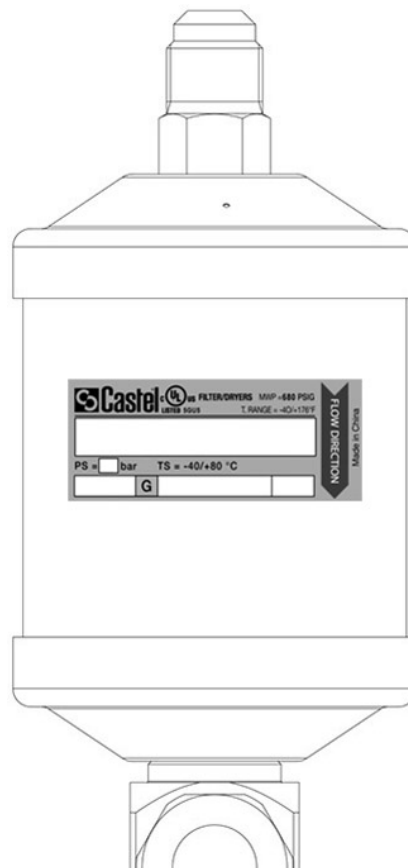 Castel c UL us FILTER/DRYERS MWP =680 PSIG
LISTED SGUS T. RANGE = -40/+176°F
PS = bar TS = -40/+80 °C
G
FLOW DIRECTION
Made in China